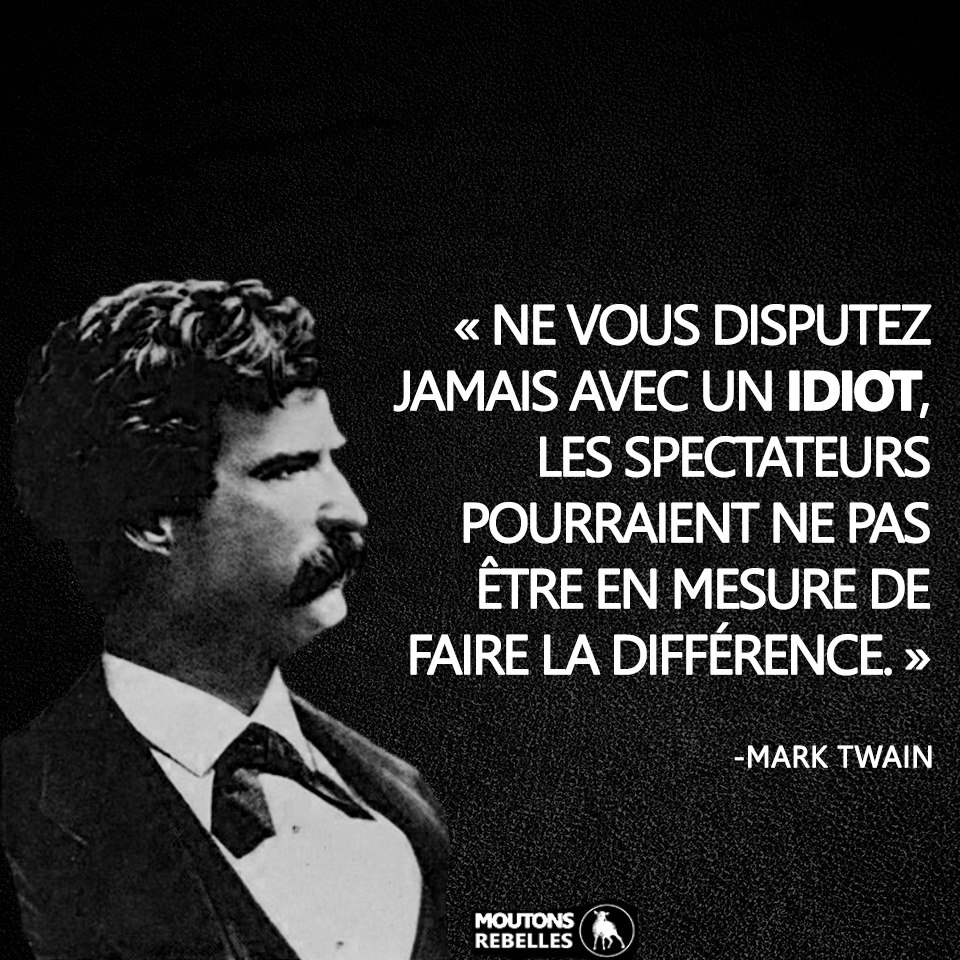 « NE VOUS DISPUTEZ
JAMAIS AVEC UN IDIOT,
LES SPECTATEURS
POURRAIENT NE PAS
ÊTRE EN MESURE DE
FAIRE LA DIFFÉRENCE. »
-MARK TWAIN
MOUTONS
REBELLES